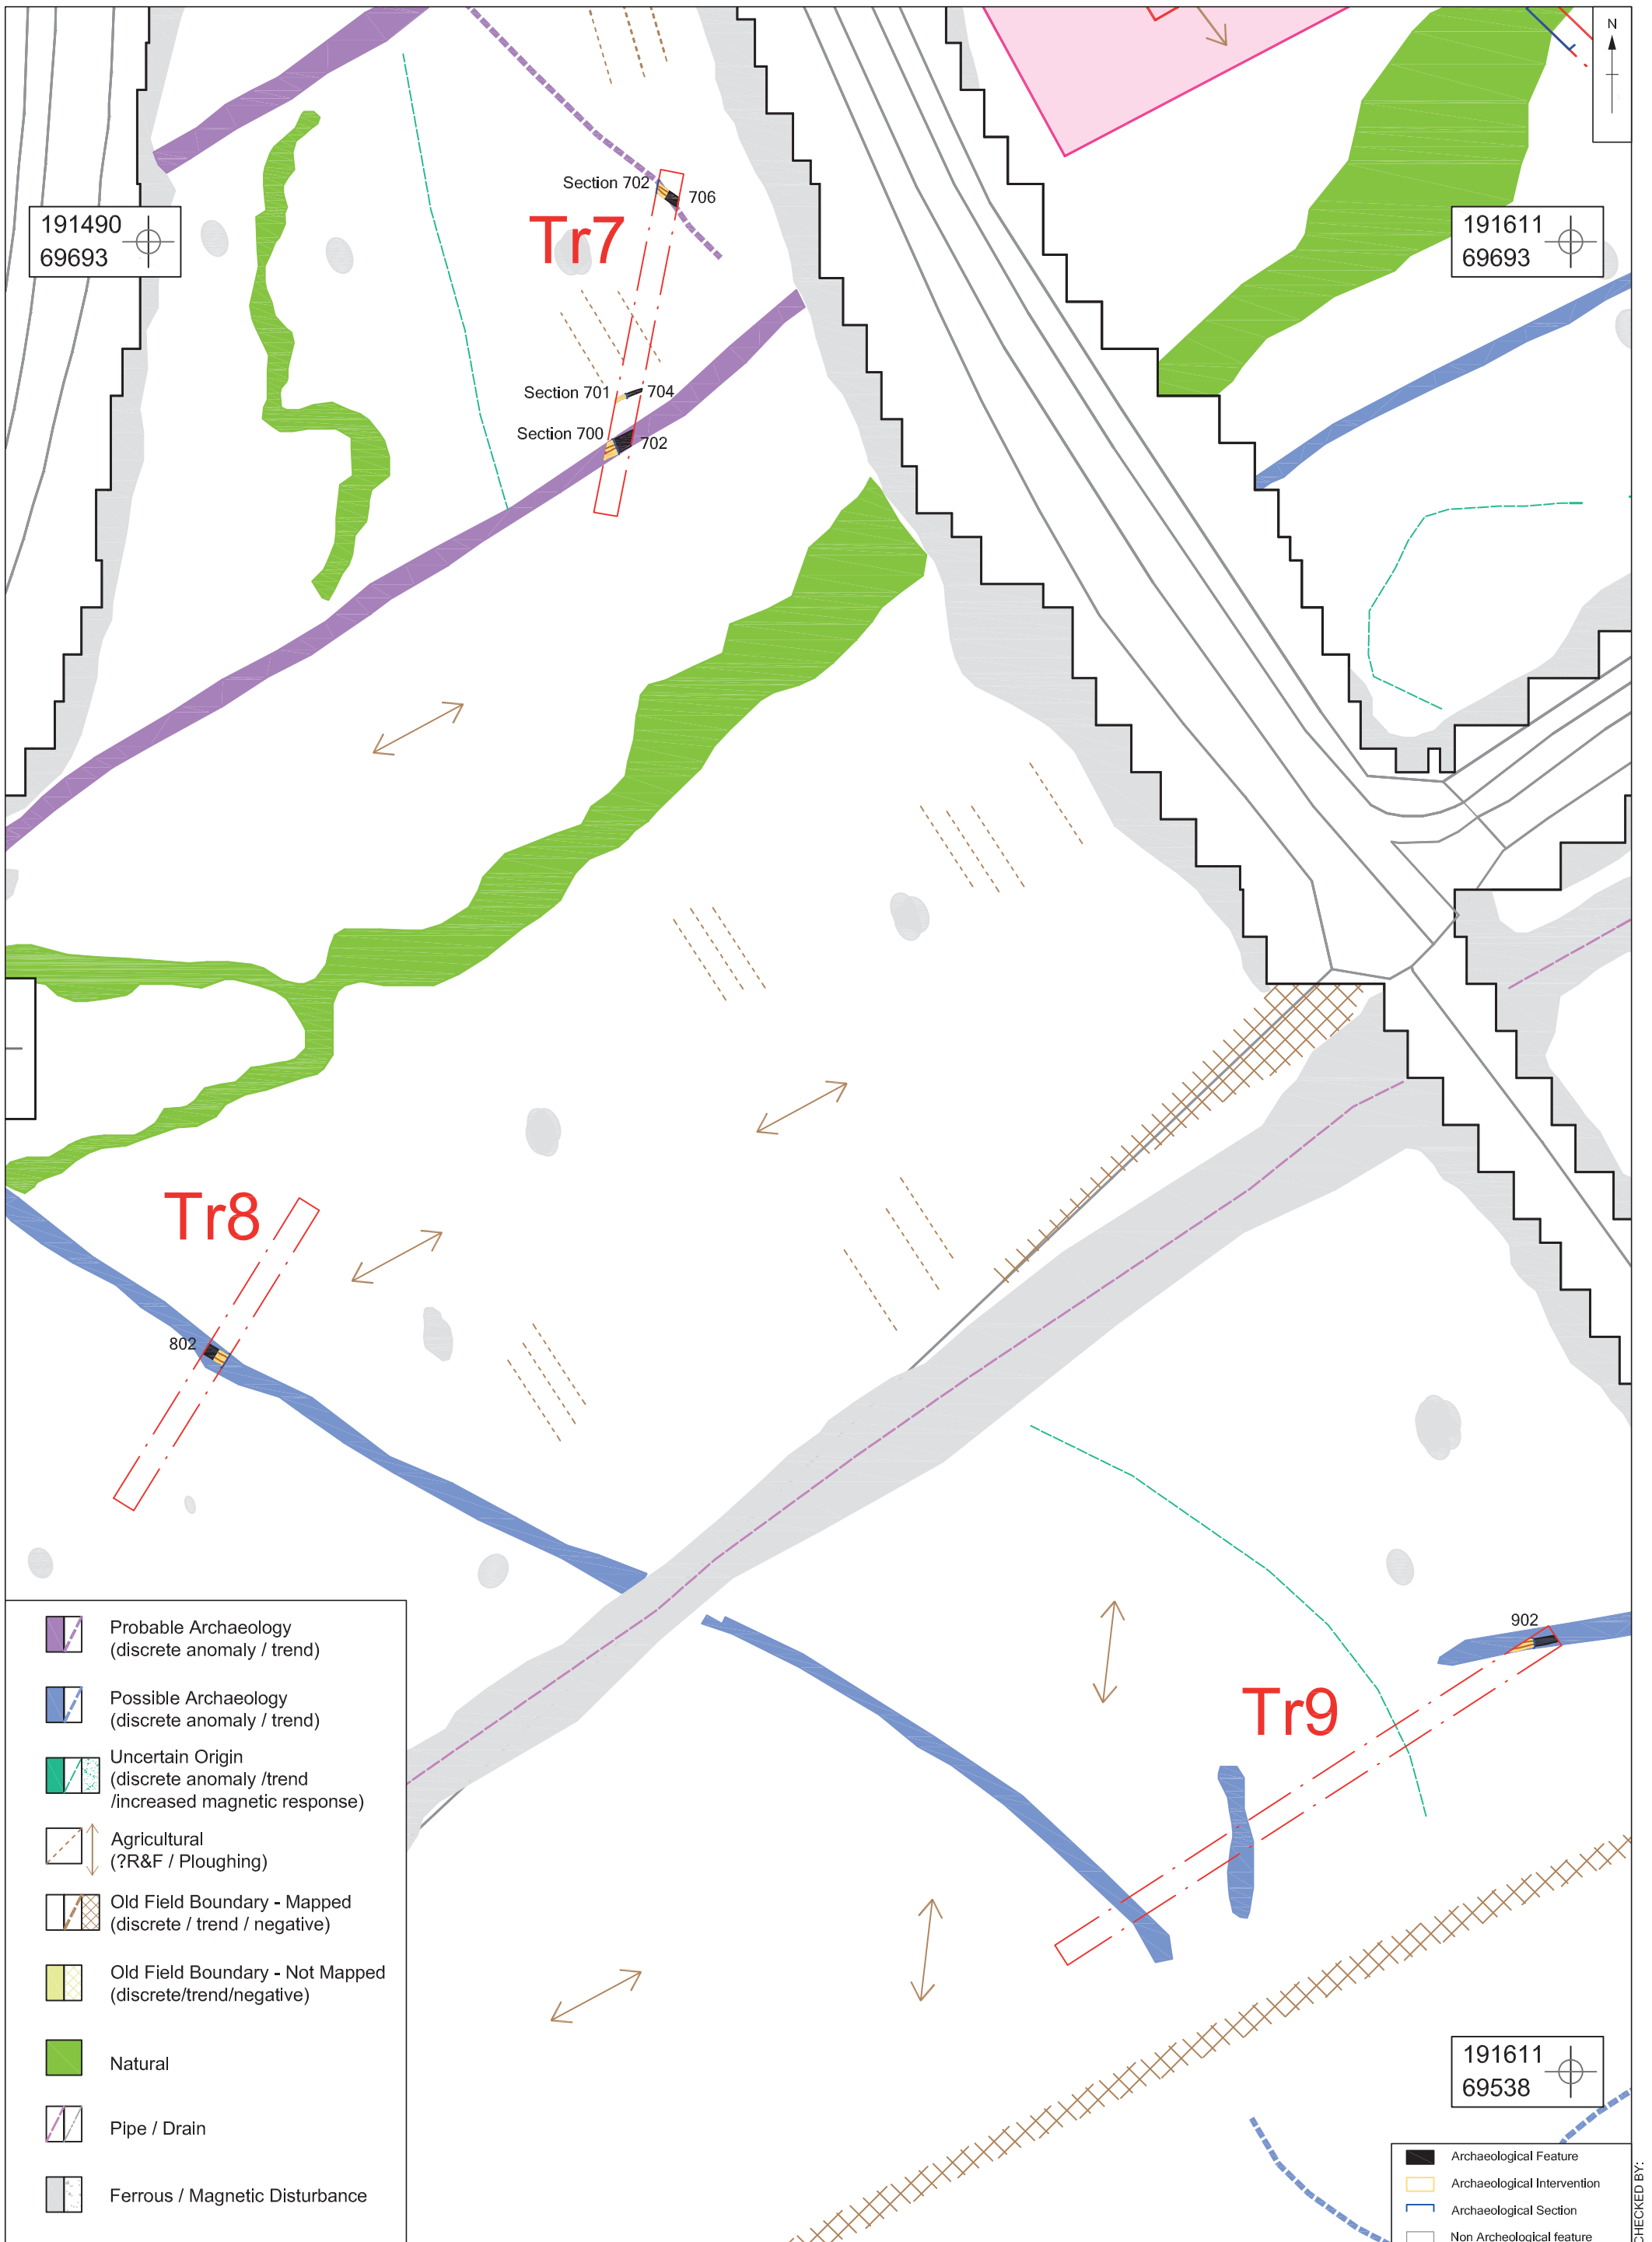 N
191490
69693
191611
69693
Section 702
706
Tr7
Section 701
704
Section 700
702
Tr8
802
902
Tr9
Probable Archaeology
(discrete anomaly / trend)
Possible Archaeology
(discrete anomaly / trend)
Uncertain Origin
(discrete anomaly /trend
/increased magnetic response)
Agricultural
(?R&F / Ploughing)
Old Field Boundary - Mapped
(discrete / trend / negative)
Old Field Boundary - Not Mapped
(discrete/trend/negative)
Natural
Pipe / Drain
Ferrous / Magnetic Disturbance
191611
69538
Archaeological Feature
Archaeological Intervention
Archaeological Section
Non Archeological feature
CHECKED BY: